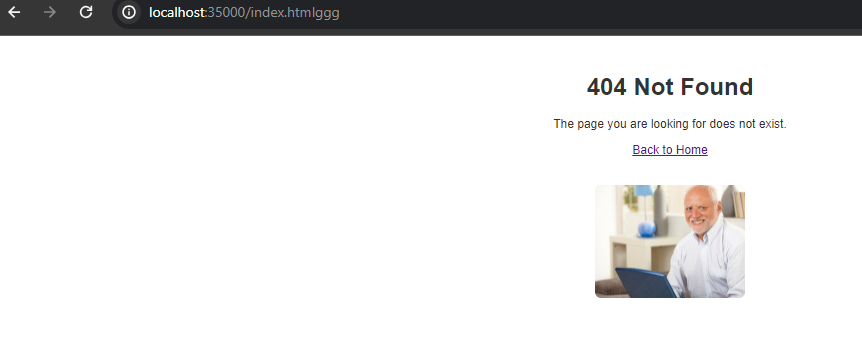 localhost:35000/index.htmlggg
404 Not Found
The page you are looking for does not exist.
Back to Home